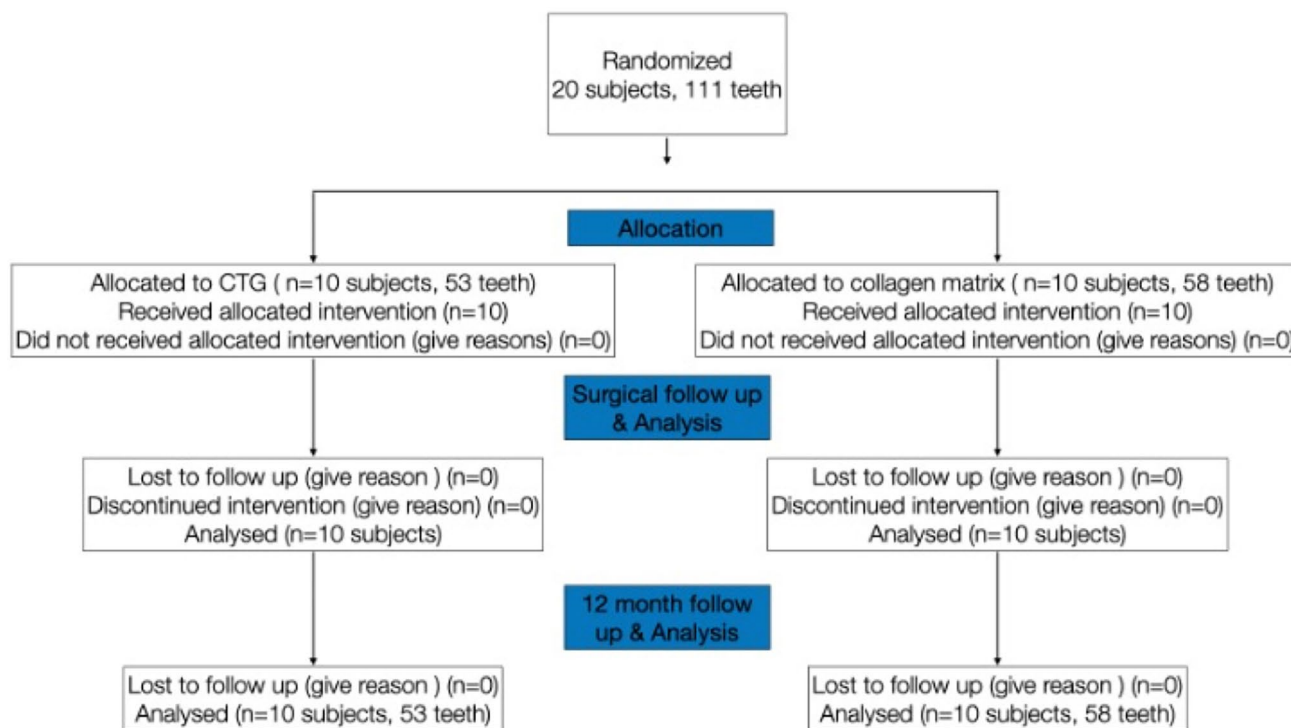 Randomized
20 subjects, 111 teeth
Allocation
Allocated to CTG ( n=10 subjects, 53 teeth)
Received allocated intervention (n=10)
Did not received allocated intervention (give reasons) (n=0)
Allocated to collagen matrix ( n=10 subjects, 58 teeth)
Received allocated intervention (n=10)
Did not received allocated intervention (give reasons) (n=0)
Surgical follow up
& Analysis
Lost to follow up (give reason ) (n=0)
Discontinued intervention (give reason) (n=0)
Analysed (n=10 subjects)
Lost to follow up (give reason ) (n=0)
Discontinued intervention (give reason) (n=0)
Analysed (n=10 subjects)
12 month follow
up & Analysis
Lost to follow up (give reason ) (n=0)
Analysed (n=10 subjects, 53 teeth)
Lost to follow up (give reason ) (n=0)
Analysed (n=10 subjects, 58 teeth)